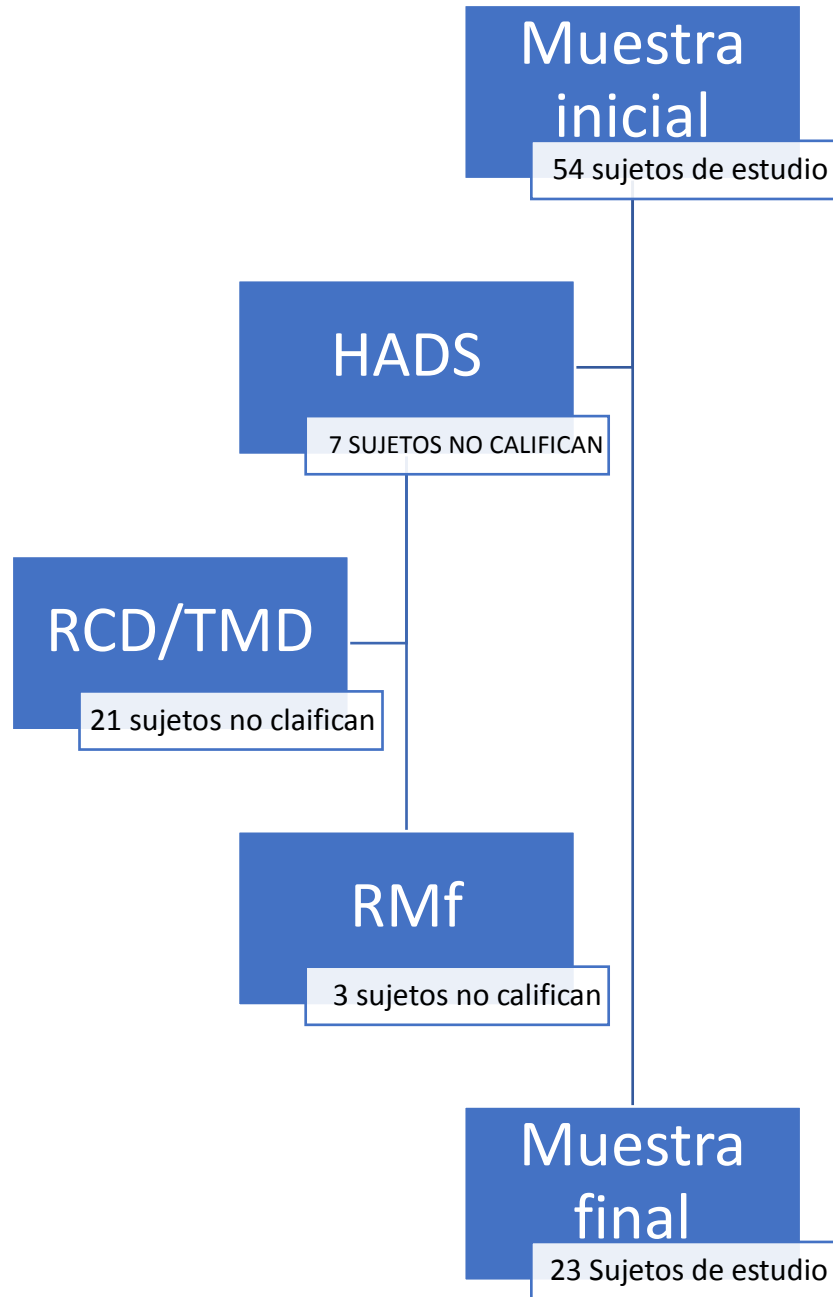 Muestra
inicial
54 sujetos de estudio
HADS
7 SUJETOS NO CALIFICAN
RCD/TMD
21 sujetos no claifican
RMf
3 sujetos no califican
Muestra
final
23 Sujetos de estudio